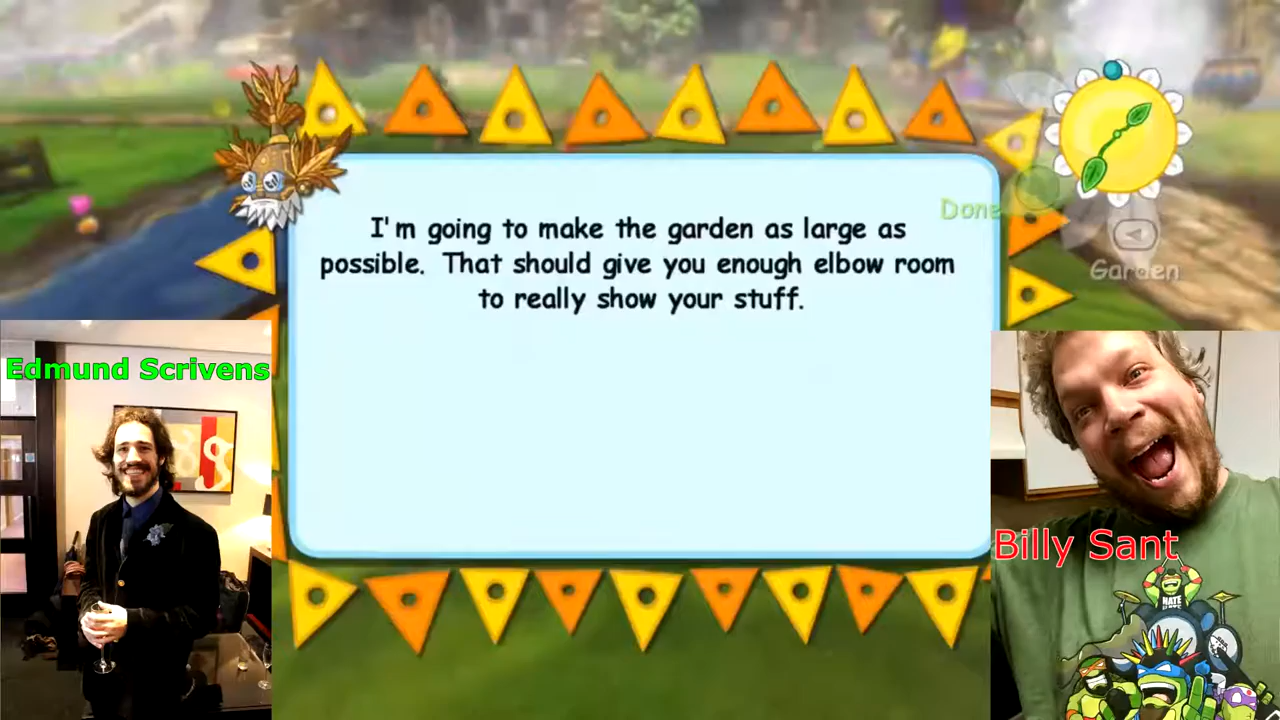 I'm going to make the garden as large as
possible. That should give you enough elbow room
to really show your stuff.
Done
Garden
Edmund Scrivens
Billy Sant
HATE